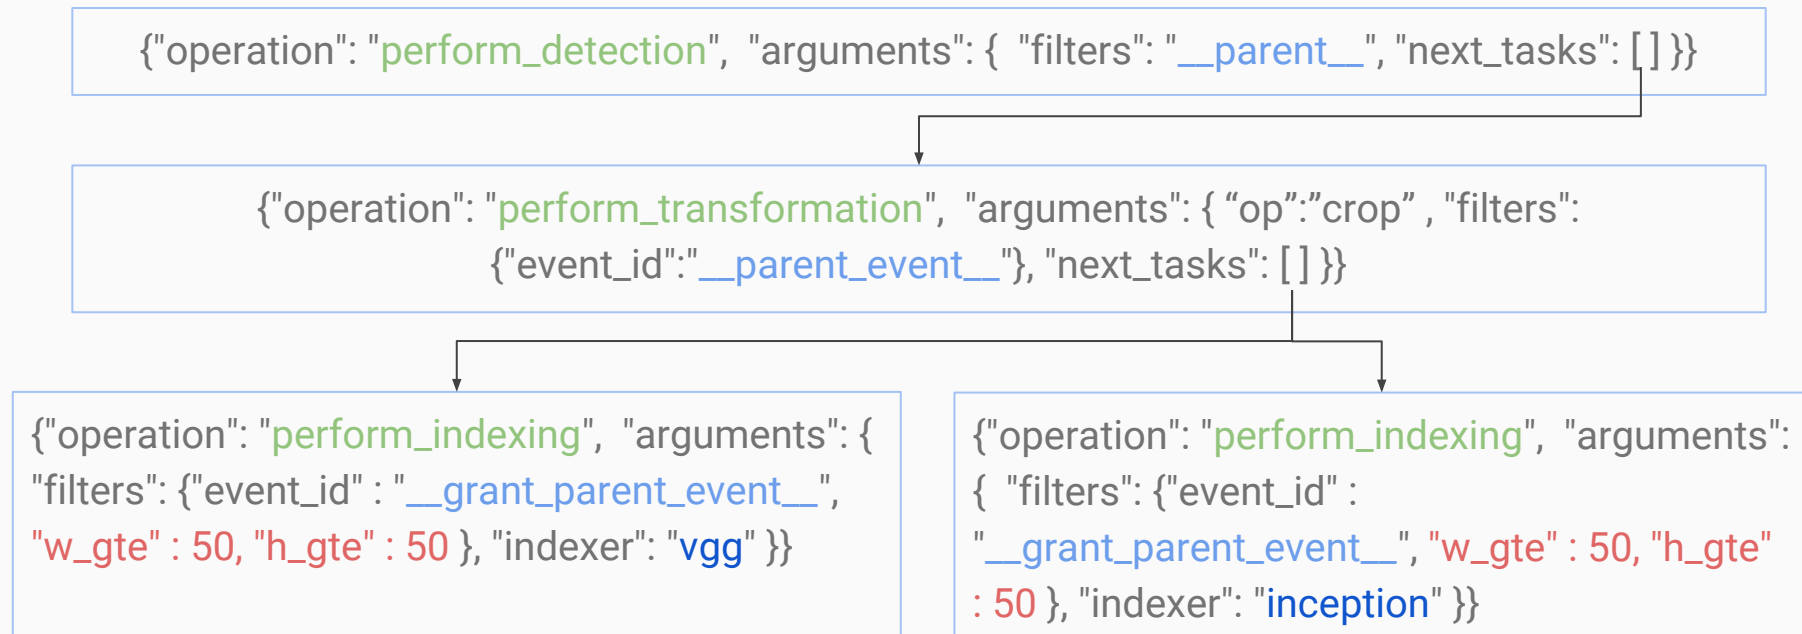 {"operation": "perform_detection", "arguments": { "filters": "__parent__", "next_tasks": [ ] }}
{"operation": "perform_transformation", "arguments": { “op”:”crop” , "filters":
{"event_id":"__parent_event__"}, "next_tasks": [ ] }}
{"operation": "perform_indexing", "arguments": {
"filters": {"event_id" : "__grant_parent_event__",
"w_gte" : 50, "h_gte" : 50 }, "indexer": "vgg" }}
{"operation": "perform_indexing", "arguments":
{ "filters": {"event_id" :
"__grant_parent_event__", "w_gte" : 50, "h_gte"
: 50 }, "indexer": "inception" }}